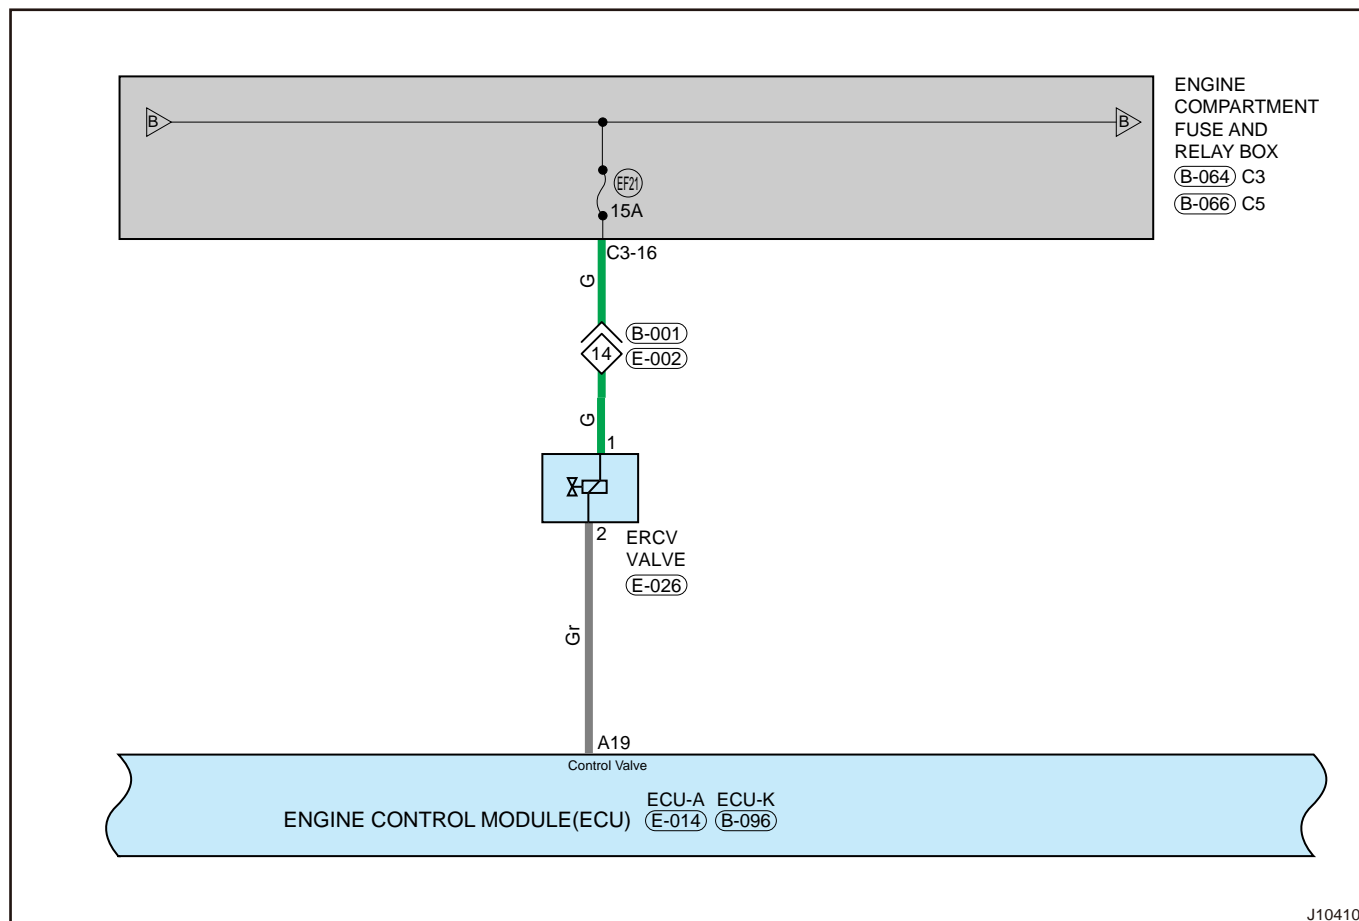 ENGINE
COMPARTMENT
FUSE AND
RELAY BOX
B-064 C3
B-066 C5
B
B
EF21
15A
C3-16
G
B-001
14
E-002
G
1
2
ERCV
VALVE
E-026
Gr
A19
Control Valve
ENGINE CONTROL MODULE(ECU)
ECU-A ECU-K
E-014 B-096
J10410